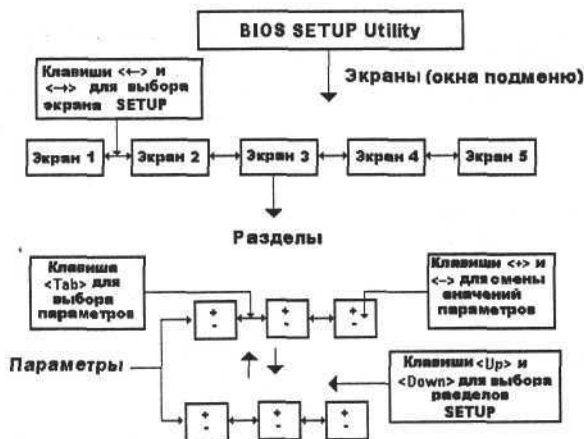 BIOS SETUP Utility
Клавиши <←> и
<→> для выбора
экрана SETUP
Экраны (окна подменю)
Экран 1
Экран 2
Экран 3
Экран 4
Экран 5
Разделы
Клавиша
<Tab> для
выбора
параметров
Клавиши <+> и
<-> для смены
значений
параметров
+
-
+
-
+
-
Параметры
Клавиши <Up> и
<Down> для выбора
разделов
SETUP
+
-
+
-
+
-